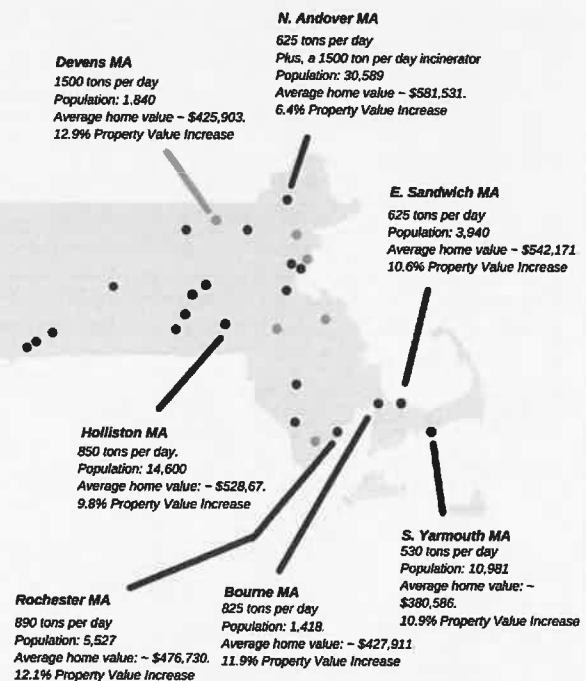 N. Andover MA
625 tons per day
Plus, a 1500 ton per day incinerator
Population: 30,589
Average home value ~ $581,531.
6.4% Property Value Increase
Devens MA
1500 tons per day
Population: 1,840
Average home value ~ $425,903.
12.9% Property Value Increase
E. Sandwich MA
625 tons per day
Population: 3,940
Average home value ~ $542,171
10.6% Property Value Increase
Holliston MA
850 tons per day.
Population: 14,600
Average home value: ~ $528,67.
9.8% Property Value Increase
S. Yarmouth MA
530 tons per day
Population: 10,981
Average home value: ~
$380,586.
10.9% Property Value Increase
Rochester MA
890 tons per day
Population: 5,527
Average home value: ~ $476,730.
12.1% Property Value Increase
Bourne MA
825 tons per day
Population: 1,418.
Average home value: ~ $427,911
11.9% Property Value Increase